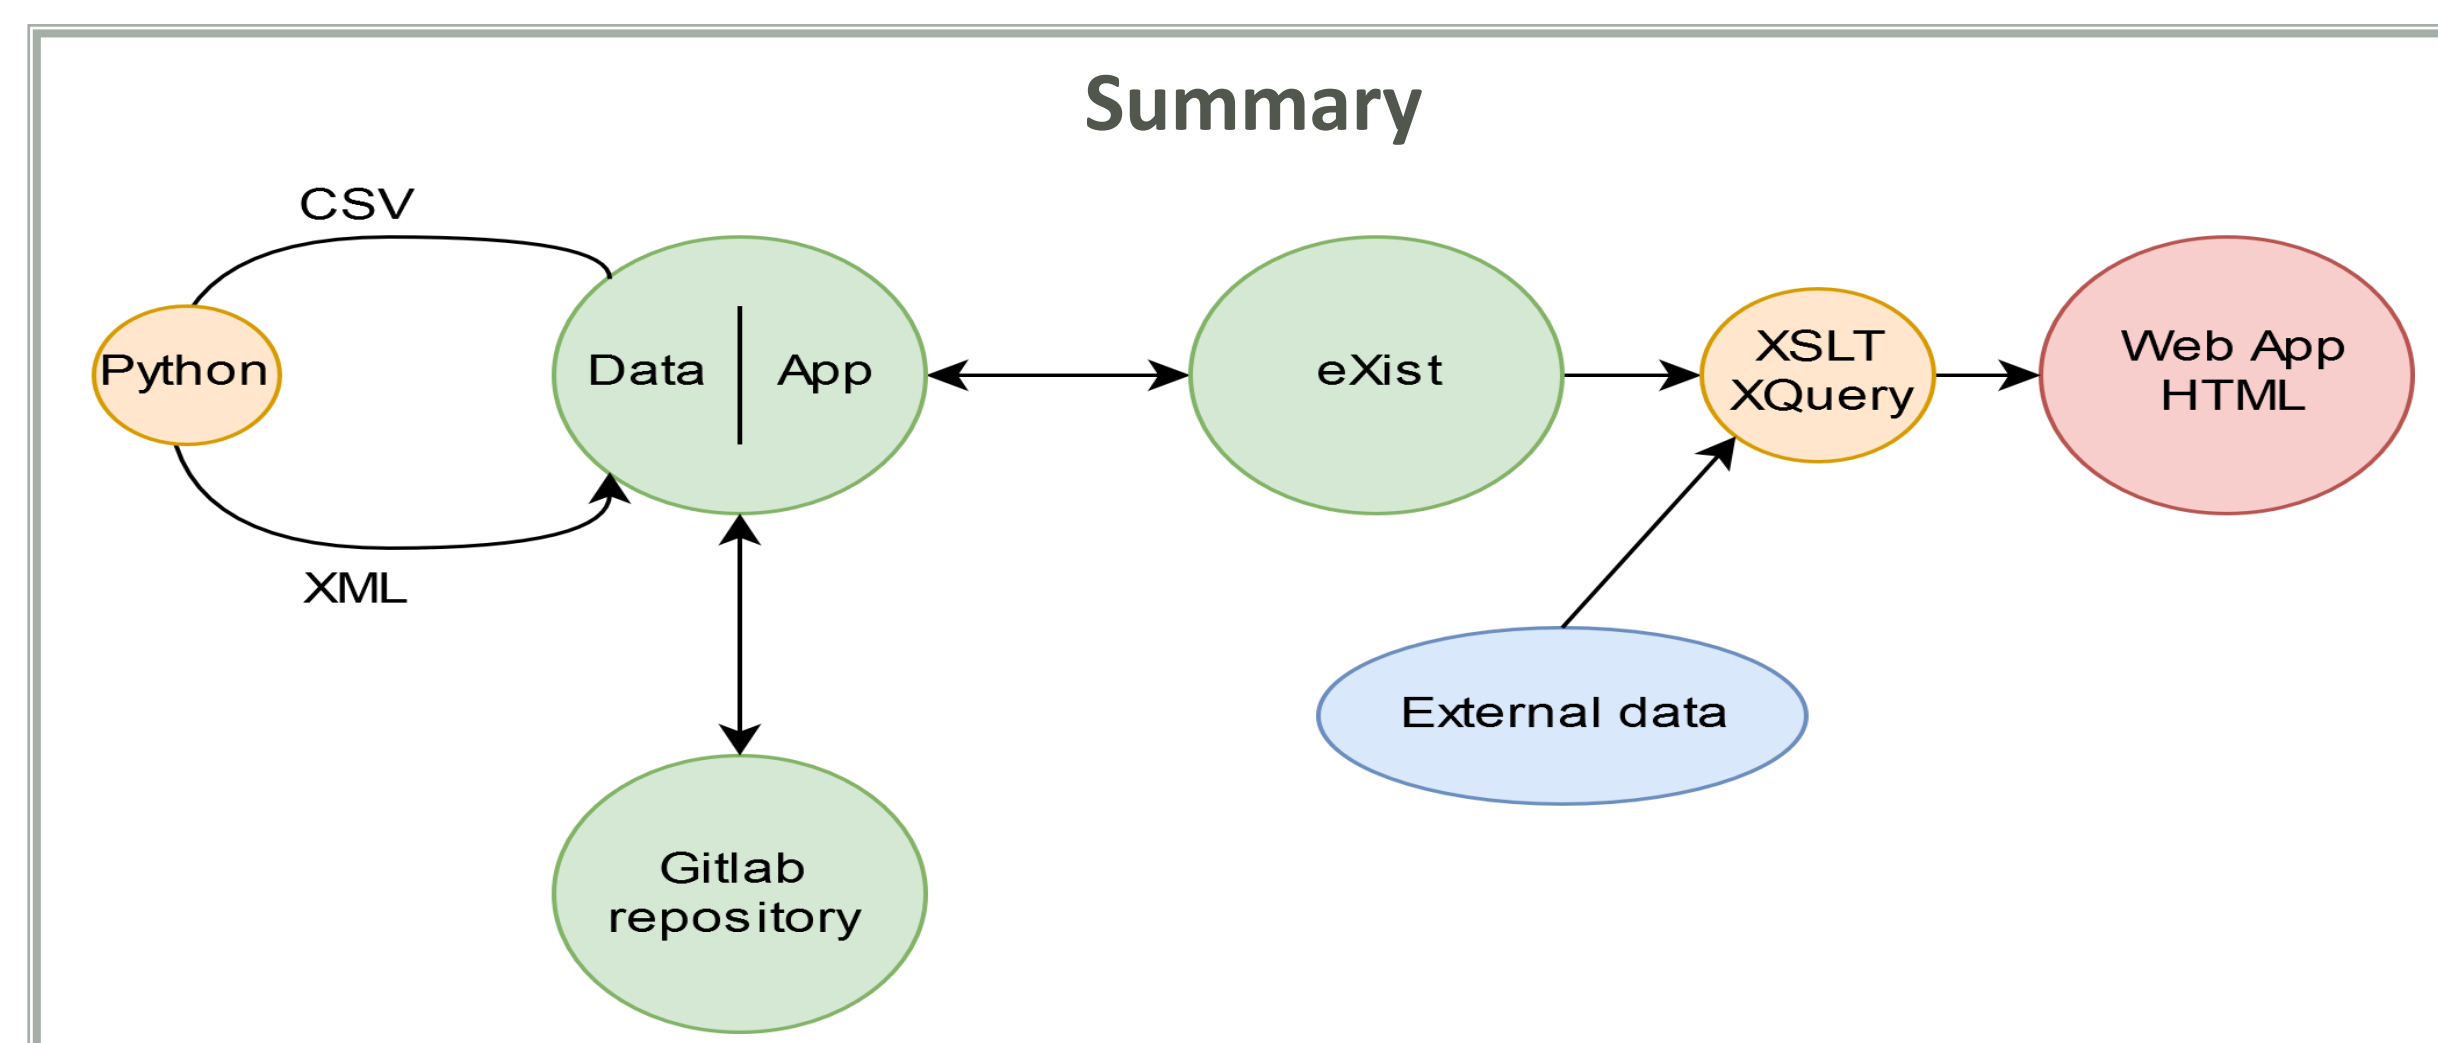 Summary
CSV
Python
XML
Data
App
eXist
XSLT
XQuery
Web App
HTML
External data
Gitlab
repository